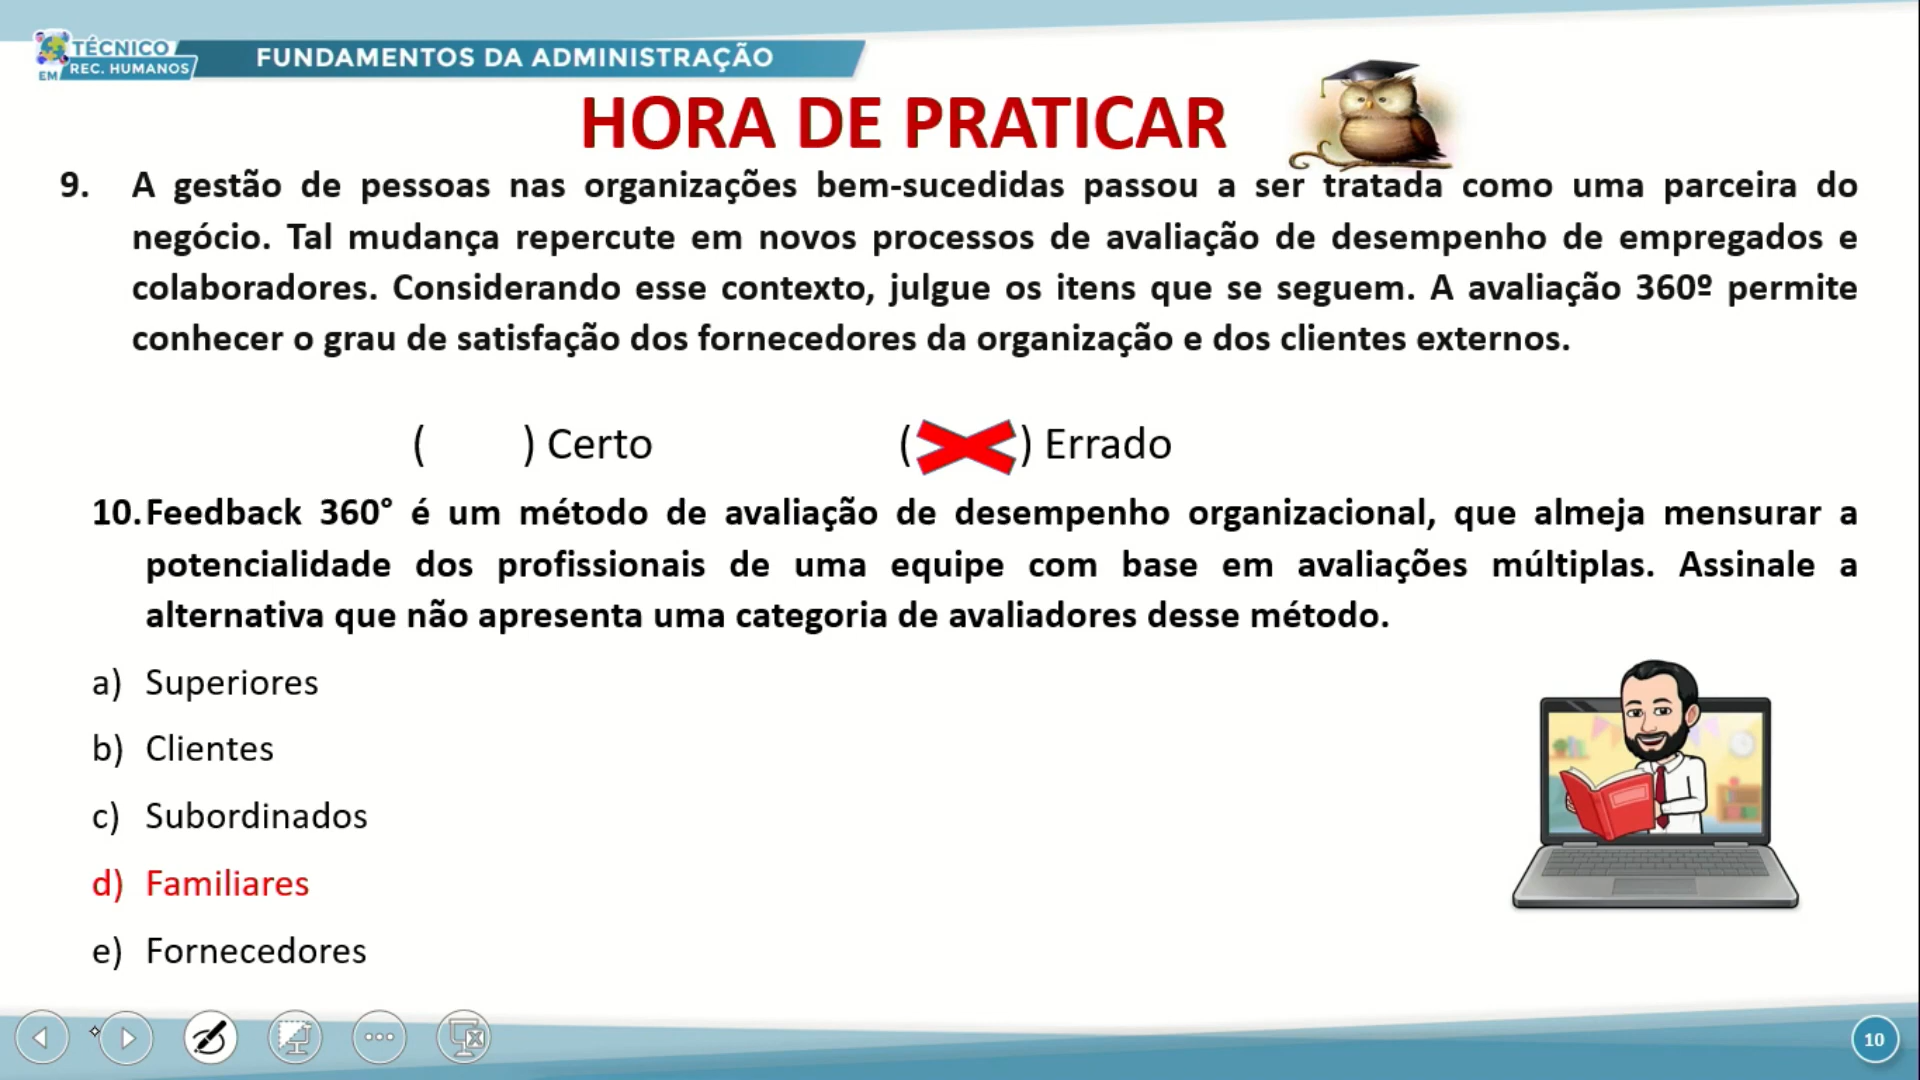 TÉCNICO
EM REC. HUMANOS
FUNDAMENTOS DA ADMINISTRAÇÃO
HORA DE PRATICAR
9. A gestão de pessoas nas organizações bem-sucedidas passou a ser tratada como uma parceira do
negócio. Tal mudança repercute em novos processos de avaliação de desempenho de empregados e
colaboradores. Considerando esse contexto, julgue os itens que se seguem. A avaliação 360º permite
conhecer o grau de satisfação dos fornecedores da organização e dos clientes externos.
( ) Certo ( ) Errado
10. Feedback 360° é um método de avaliação de desempenho organizacional, que almeja mensurar a
potencialidade dos profissionais de uma equipe com base em avaliações múltiplas. Assinale a
alternativa que não apresenta uma categoria de avaliadores desse método.
a) Superiores
b) Clientes
c) Subordinados
d) Familiares
e) Fornecedores
10